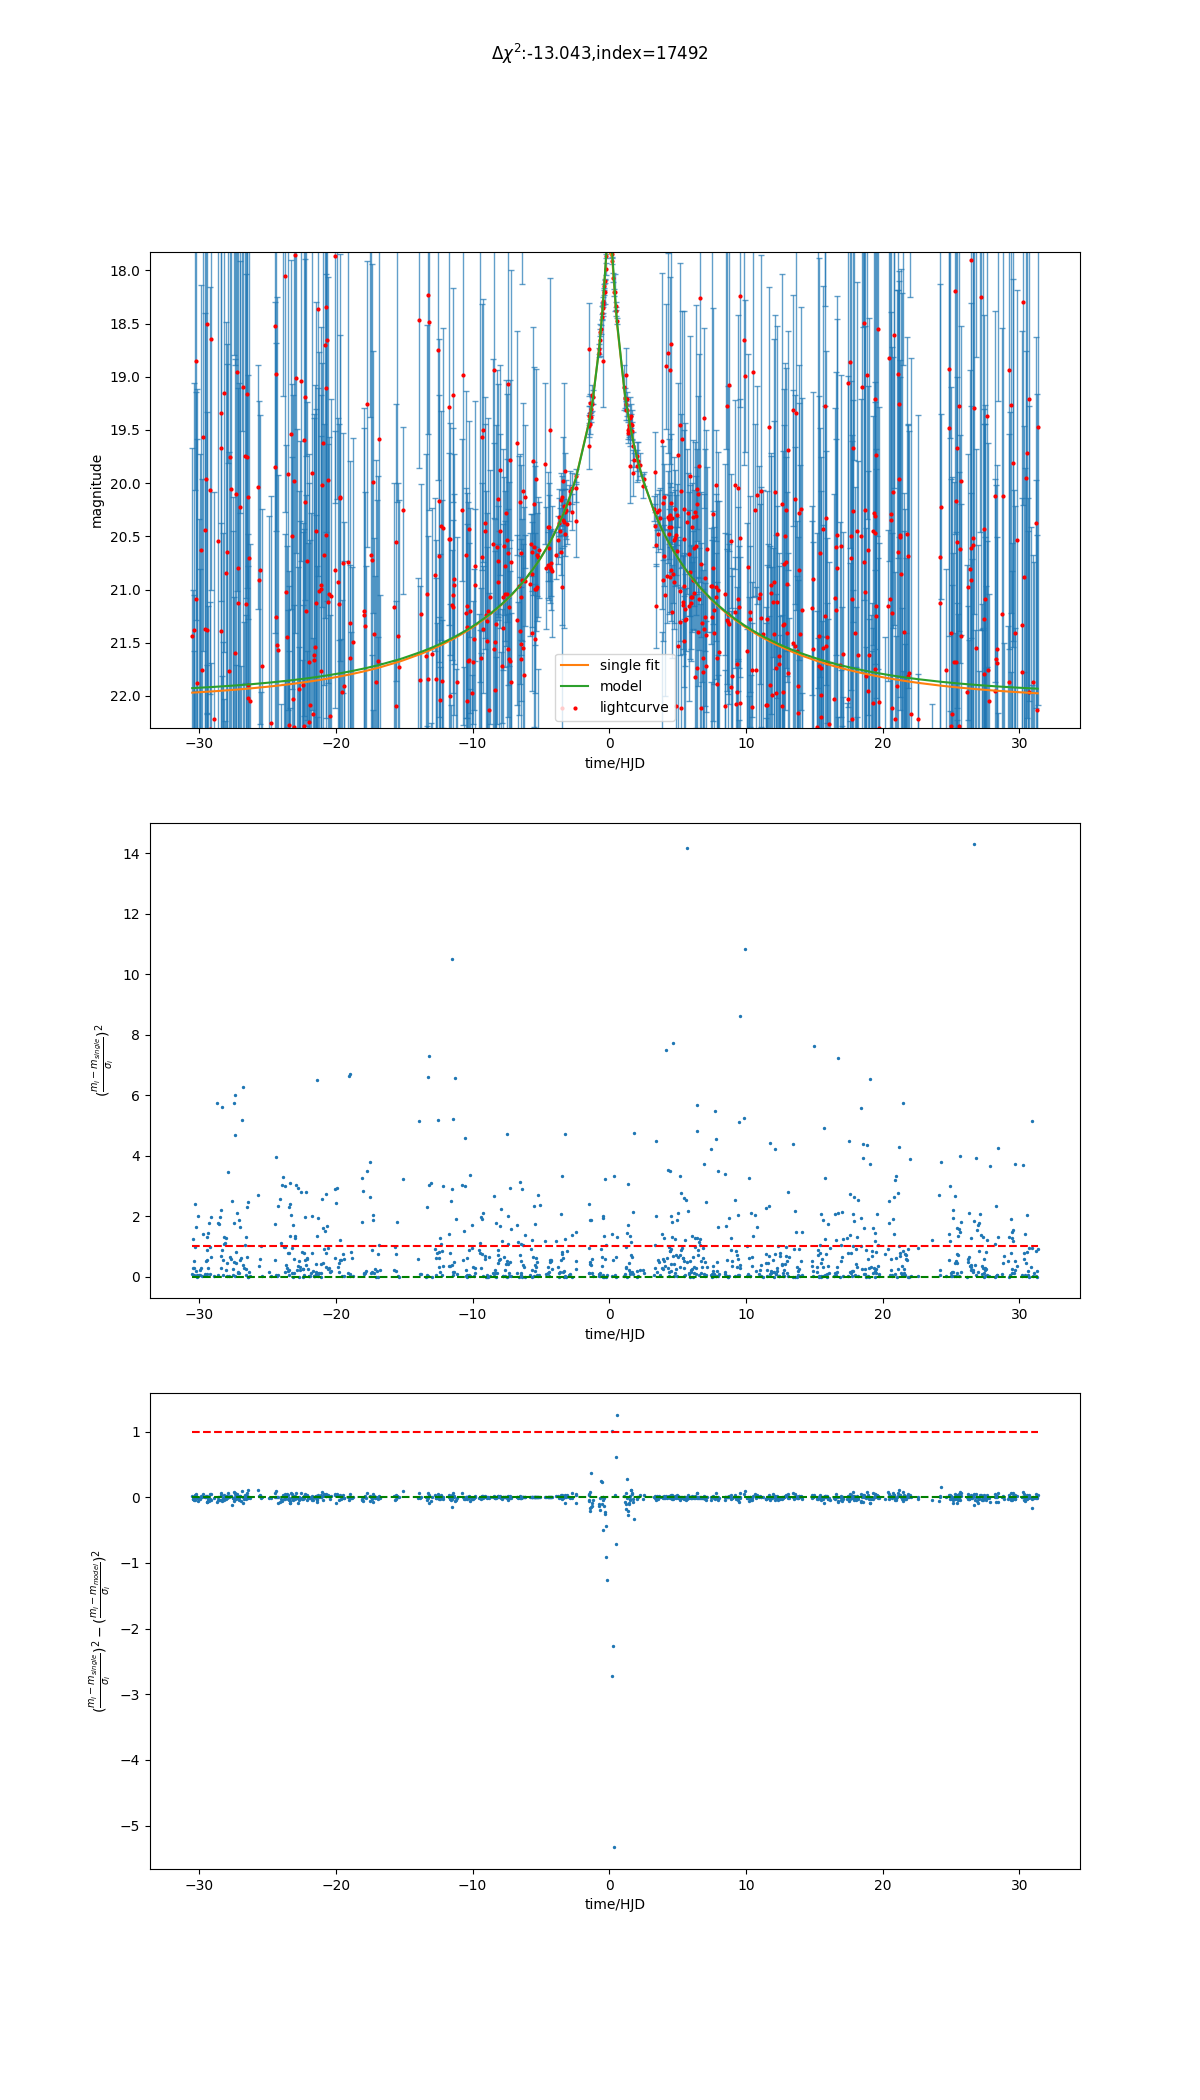 Δχ²:-13.043,index=17492
18.0
18.5
19.0
19.5
20.0
20.5
21.0
21.5
22.0
magnitude
single fit
model
lightcurve
−30 −20 −10 0 10 20 30
time/HJD
14
12
10
8
6
4
2
0
((m_i − m_single)/σ_i)²
−30 −20 −10 0 10 20 30
time/HJD
1
0
−1
−2
−3
−4
−5
((m_i − m_single)/σ_i)² − ((m_i − m_model)/σ_i)²
−30 −20 −10 0 10 20 30
time/HJD